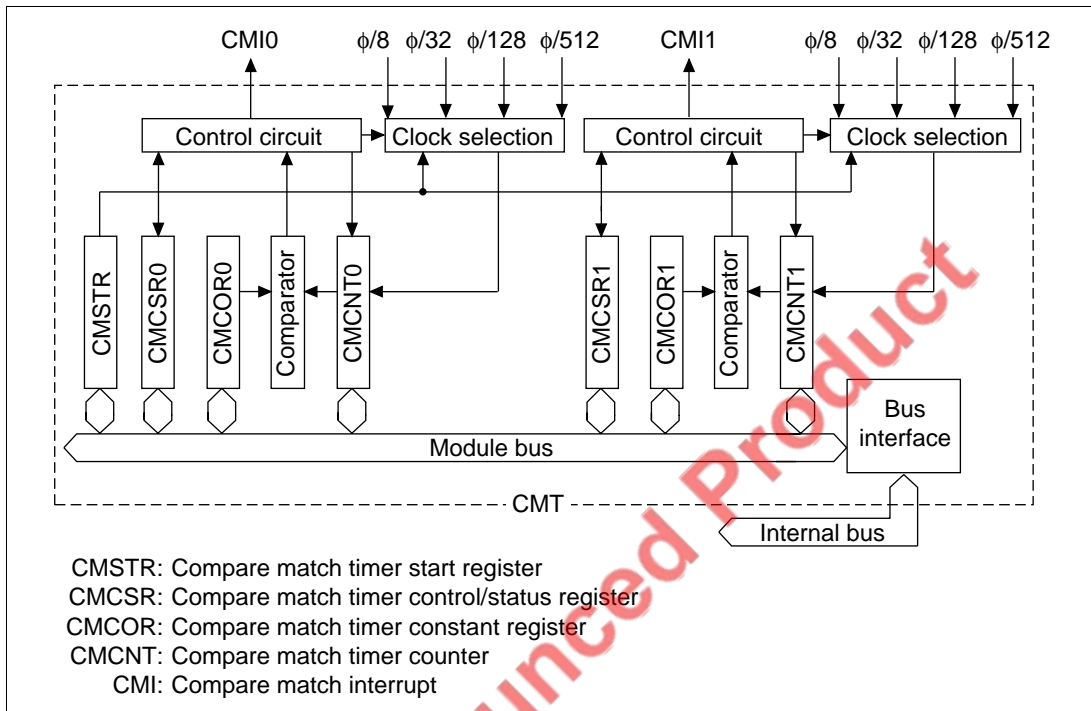 CMI0 ϕ/8 ϕ/32 ϕ/128 ϕ/512 CMI1 ϕ/8 ϕ/32 ϕ/128 ϕ/512
Control circuit Clock selection Control circuit Clock selection
CMSTR CMCSR0 CMCOR0 Comparator CMCNT0 CMCSR1 CMCOR1 Comparator CMCNT1
Bus
interface
Module bus
CMT
Internal bus
CMSTR: Compare match timer start register
CMCSR: Compare match timer control/status register
CMCOR: Compare match timer constant register
CMCNT: Compare match timer counter
CMI: Compare match interrupt
Product